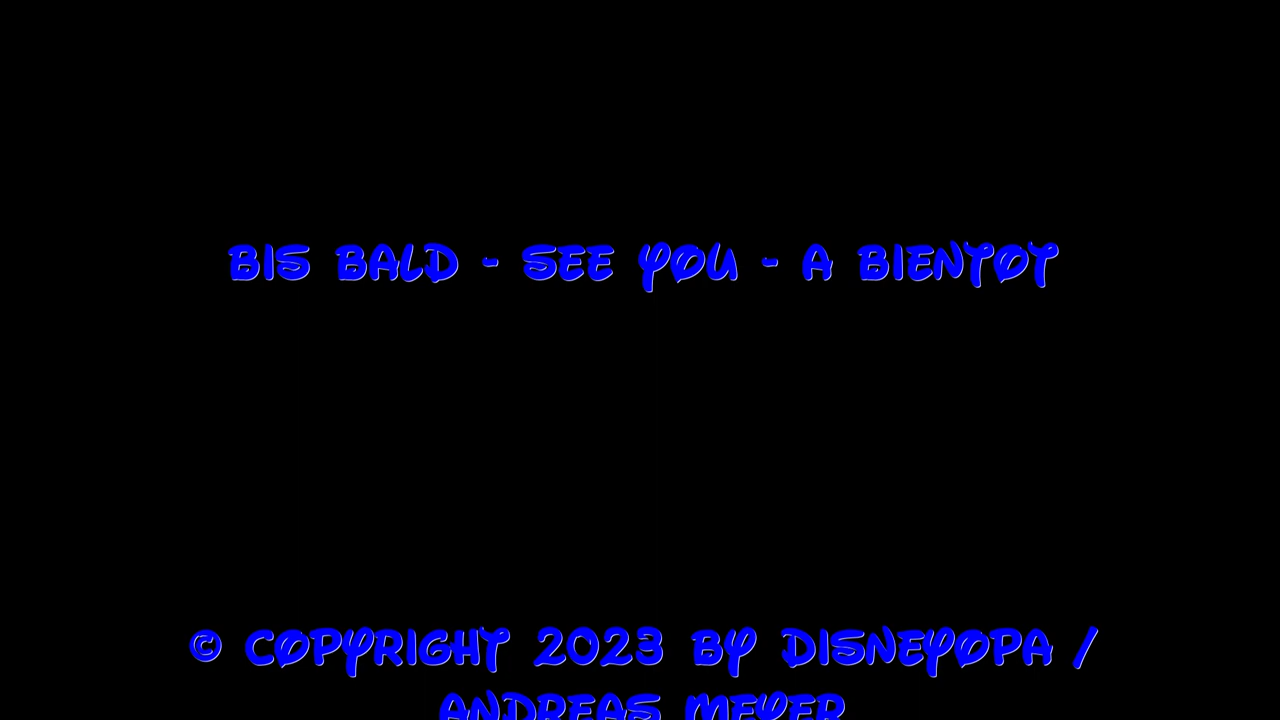 BIS BALD - SEE YOU - A BIENTOT
© COPYRIGHT 2023 BY DISNEYOPA /
ANDREAS MEYER